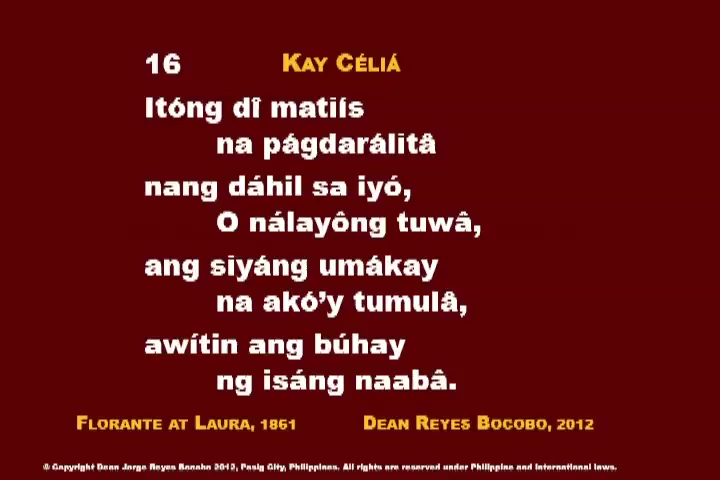 16 KAY CÉLIÁ
Itóng dî matiís
na págdarálitâ
nang dáhil sa iyó,
O nálayông tuwâ,
ang siyáng umákay
na akó’y tumulâ,
awítin ang búhay
ng isáng naabâ.
FLORANTE AT LAURA, 1861 DEAN REYES BOCOBO, 2012
© Copyright Dean Jorge Reyes Bocobo 2012, Pasig City, Philippines. All rights are reserved under Philippine and international laws.